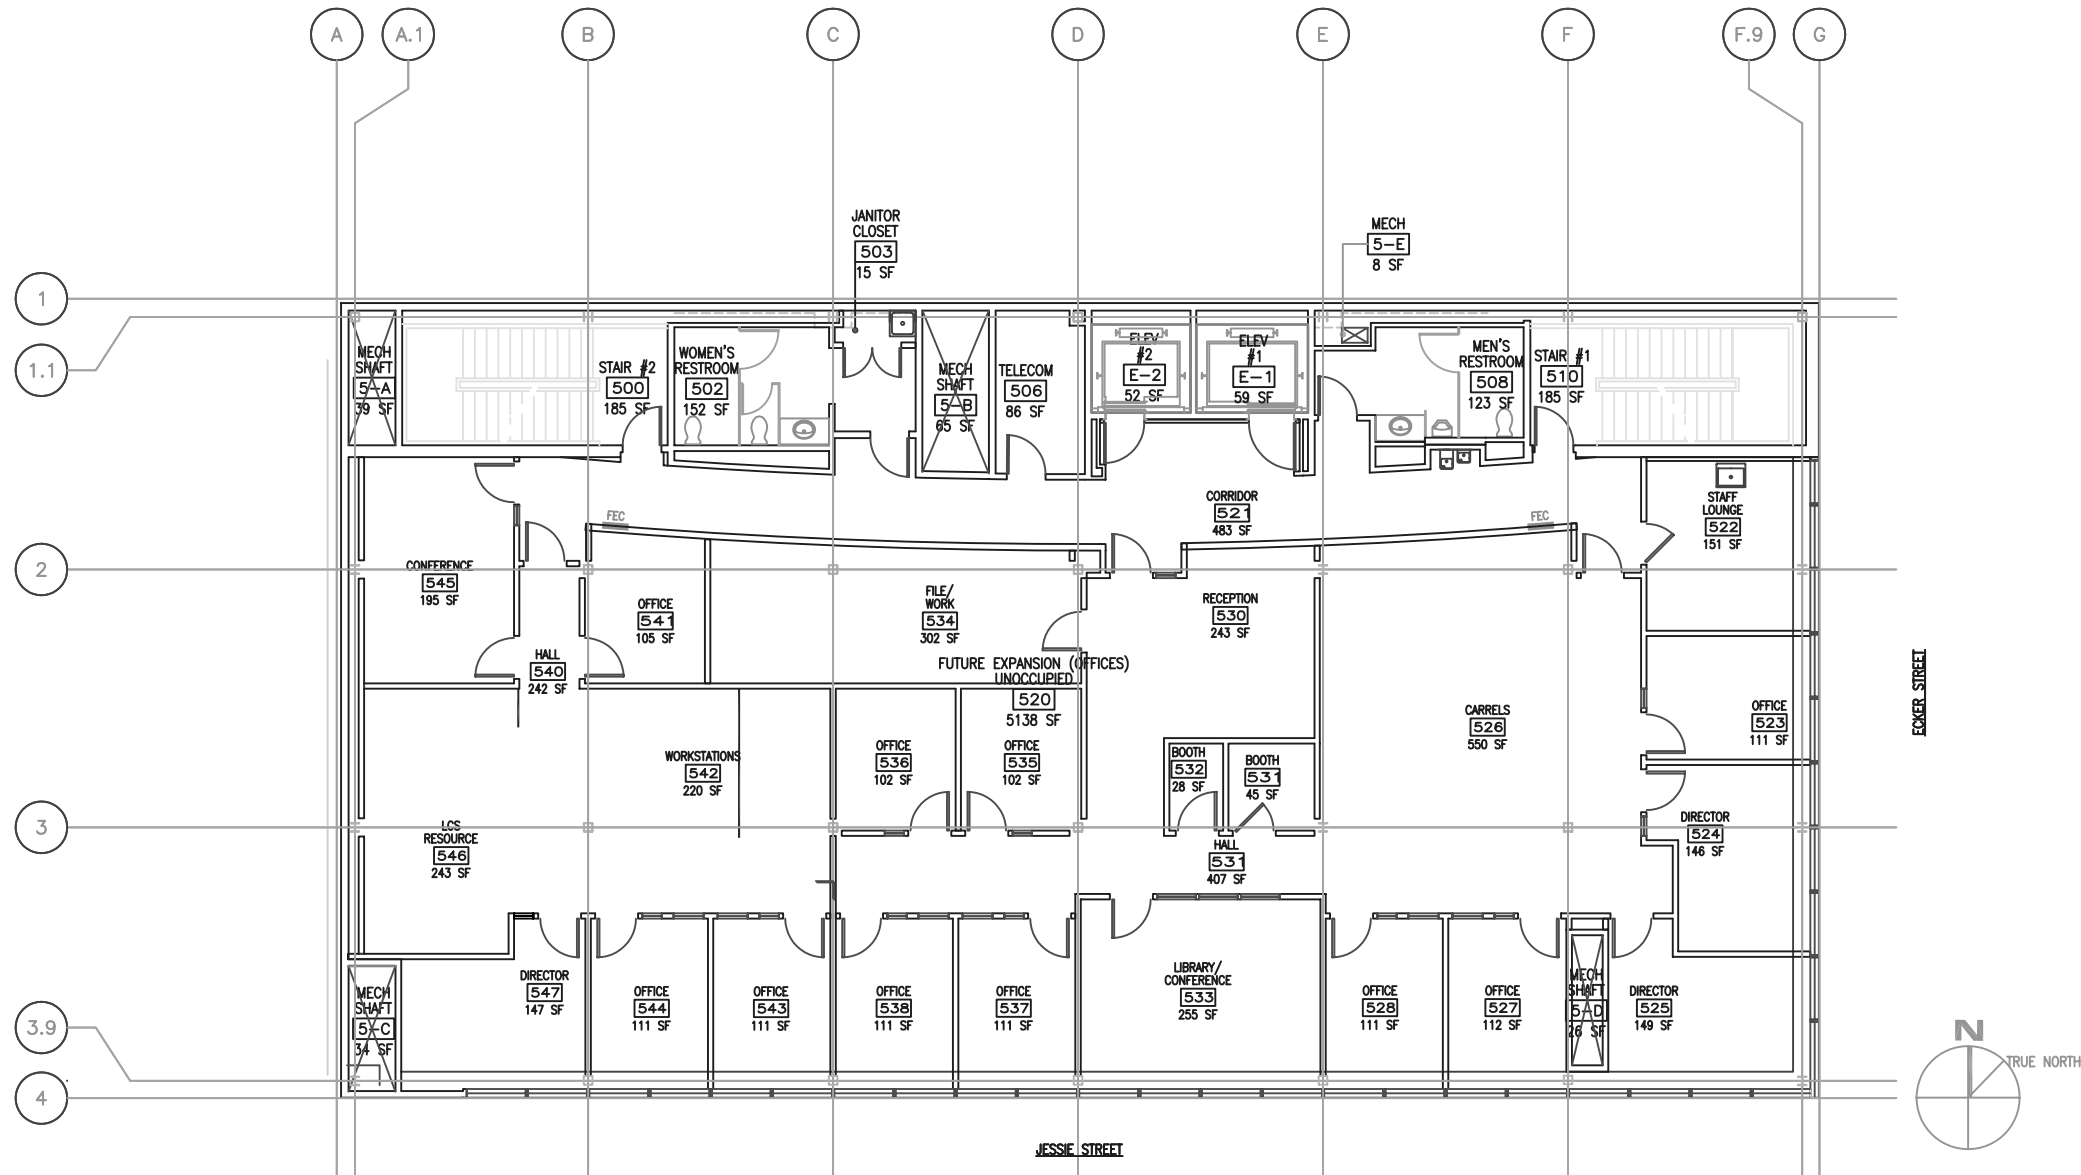 A
A.1
B
C
D
E
F
F.9
G
1
1.1
2
3
3.9
4
JANITOR
CLOSET
503
15 SF
MECH
5-E
8 SF
MECH
SHAFT
5-A
39 SF
STAIR #2
500
185 SF
WOMEN'S
RESTROOM
502
152 SF
MECH
SHAFT
5-B
65 SF
TELECOM
506
86 SF
ELEV
#2
E-2
52 SF
ELEV
#1
E-1
59 SF
MEN'S
RESTROOM
508
123 SF
STAIR #1
510
185 SF
FEC
CORRIDOR
521
483 SF
FEC
STAFF
LOUNGE
522
151 SF
CONFERENCE
545
195 SF
OFFICE
541
105 SF
FILE/
WORK
534
302 SF
RECEPTION
530
243 SF
HALL
540
242 SF
FUTURE EXPANSION (OFFICES)
UNOCCUPIED
520
5138 SF
CARRELS
526
550 SF
OFFICE
523
111 SF
ECKER STREET
WORKSTATIONS
542
220 SF
OFFICE
536
102 SF
OFFICE
535
102 SF
BOOTH
532
28 SF
BOOTH
531
45 SF
LCS
RESOURCE
546
243 SF
HALL
531
407 SF
DIRECTOR
524
146 SF
MECH
SHAFT
5-C
34 SF
DIRECTOR
547
147 SF
OFFICE
544
111 SF
OFFICE
543
111 SF
OFFICE
538
111 SF
OFFICE
537
111 SF
LIBRARY/
CONFERENCE
533
255 SF
OFFICE
528
111 SF
OFFICE
527
112 SF
MECH
SHAFT
5-D
26 SF
DIRECTOR
525
149 SF
N
TRUE NORTH
JESSIE STREET